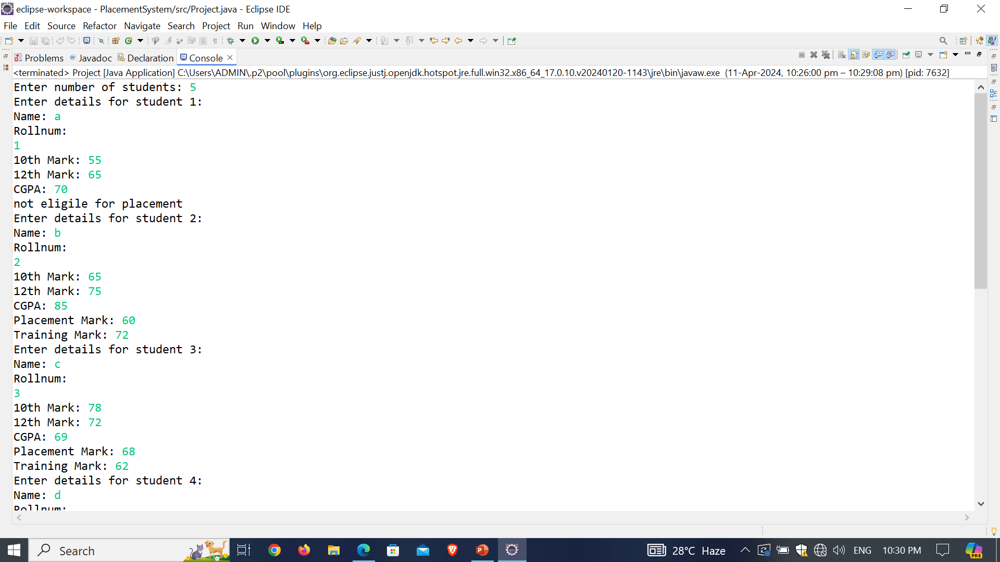 eclipse-workspace - PlacementSystem/src/Project.java - Eclipse IDE
File Edit Source Refactor Navigate Search Project Run Window Help
Problems @ Javadoc Declaration Console
<terminated> Project [Java Application] C:\Users\ADMIN\.p2\pool\plugins\org.eclipse.justj.openjdk.hotspot.jre.full.win32.x86_64_17.0.10.v20240120-1143\jre\bin\javaw.exe (11-Apr-2024, 10:26:00 pm – 10:29:08 pm) [pid: 7632]
Enter number of students: 5
Enter details for student 1:
Name: a
Rollnum:
1
10th Mark: 55
12th Mark: 65
CGPA: 70
not eligile for placement
Enter details for student 2:
Name: b
Rollnum:
2
10th Mark: 65
12th Mark: 75
CGPA: 85
Placement Mark: 60
Training Mark: 72
Enter details for student 3:
Name: c
Rollnum:
3
10th Mark: 78
12th Mark: 72
CGPA: 69
Placement Mark: 68
Training Mark: 62
Enter details for student 4:
Name: d
Rollnum:
Search
28°C Haze
ENG
10:30 PM
PRE